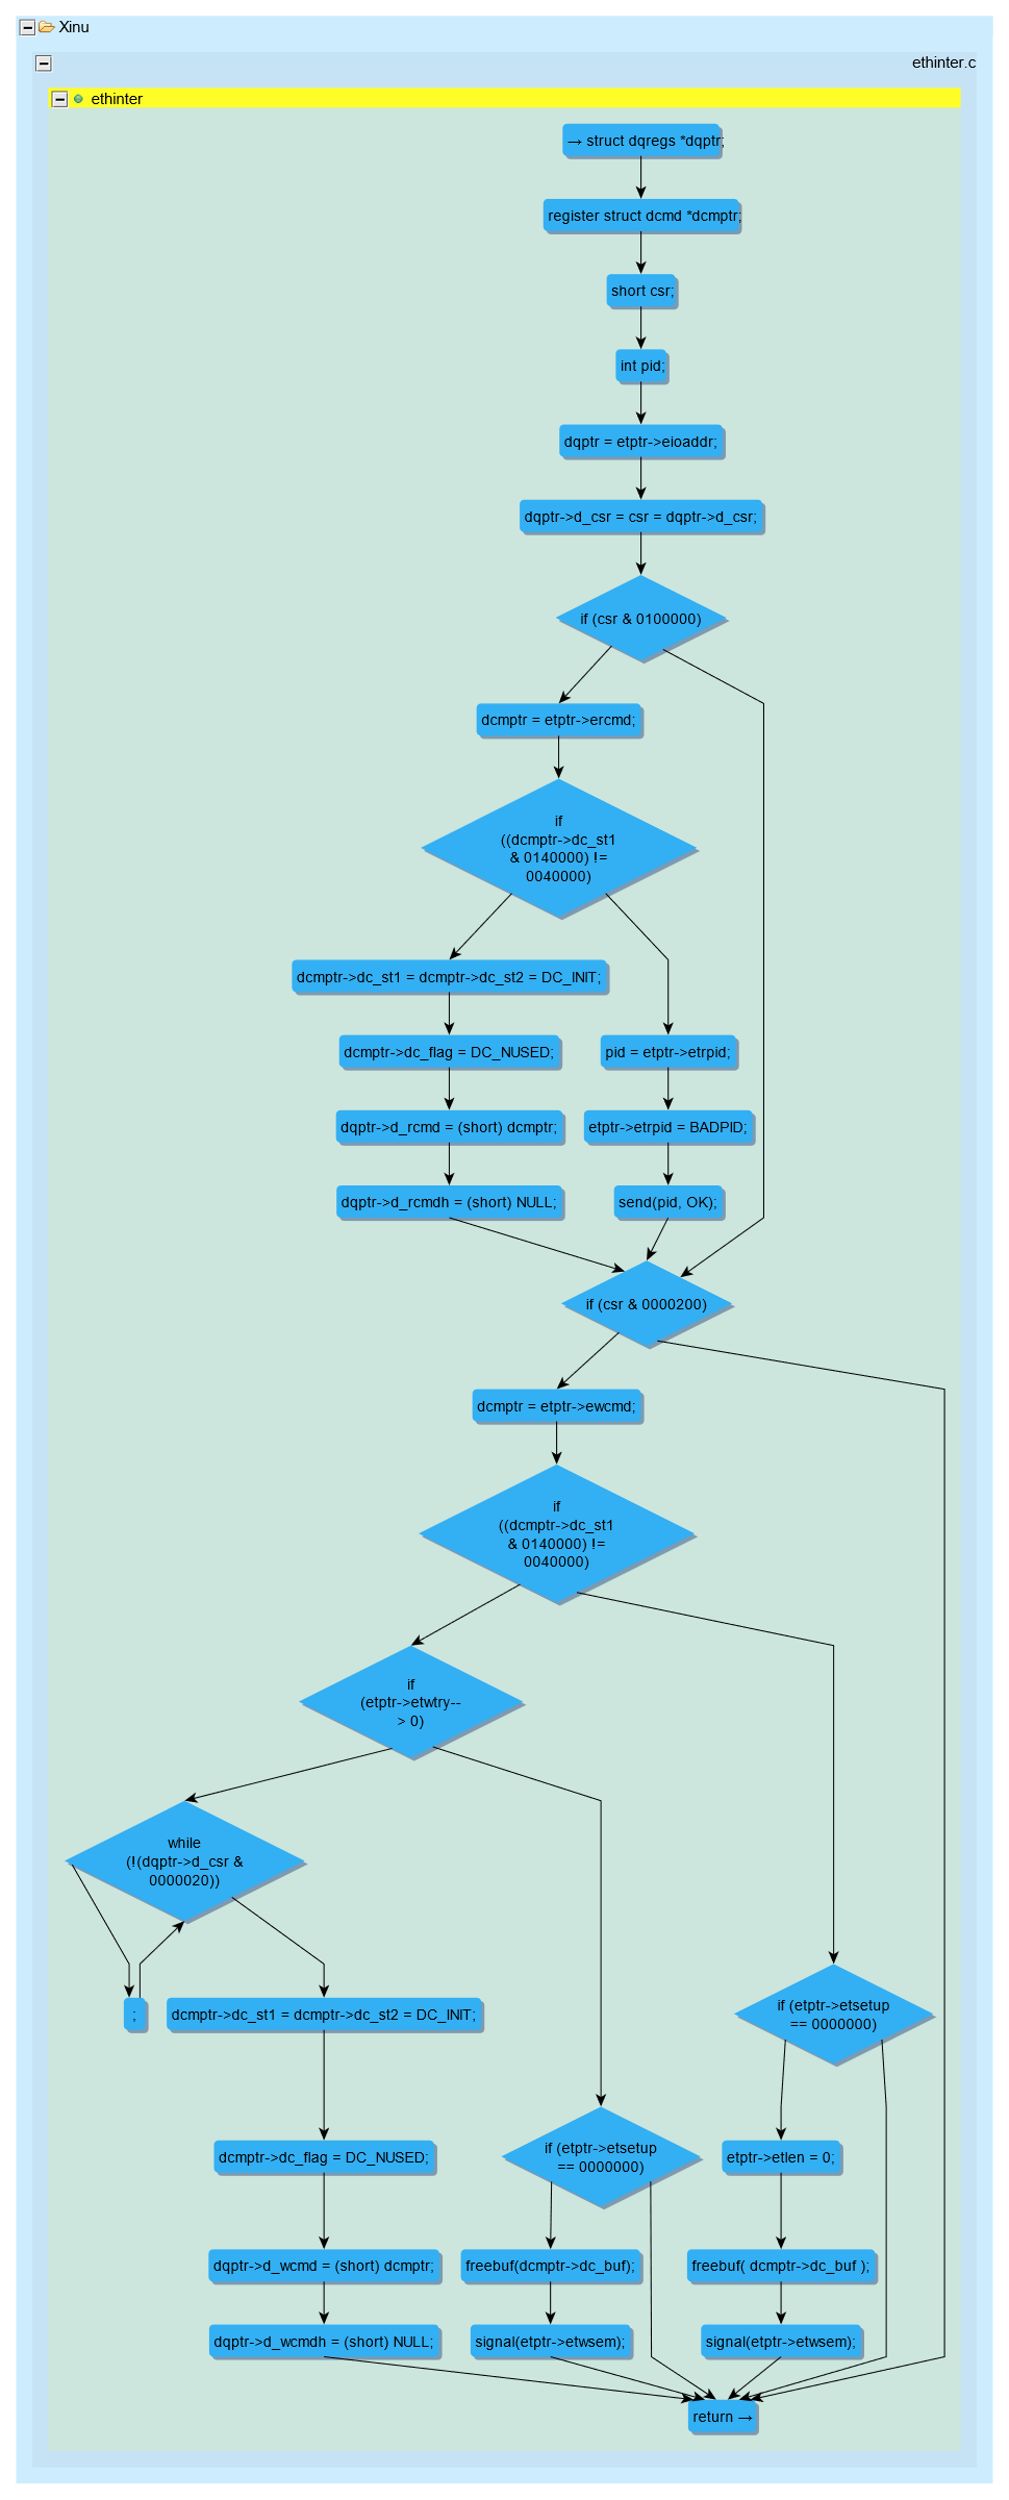 Xinu
ethinter.c
ethinter
→ struct dqregs *dqptr;
register struct dcmd *dcmptr;
short csr;
int pid;
dqptr = etptr->eioaddr;
dqptr->d_csr = csr = dqptr->d_csr;
if (csr & 0100000)
dcmptr = etptr->ercmd;
if
((dcmptr->dc_st1
& 0140000) !=
0040000)
dcmptr->dc_st1 = dcmptr->dc_st2 = DC_INIT;
dcmptr->dc_flag = DC_NUSED;
pid = etptr->etrpid;
dqptr->d_rcmd = (short) dcmptr;
etptr->etrpid = BADPID;
dqptr->d_rcmdh = (short) NULL;
send(pid, OK);
if (csr & 0000200)
dcmptr = etptr->ewcmd;
if
((dcmptr->dc_st1
& 0140000) !=
0040000)
if
(etptr->etwtry--
> 0)
while
(!(dqptr->d_csr &
0000020))
;
dcmptr->dc_st1 = dcmptr->dc_st2 = DC_INIT;
if (etptr->etsetup
== 0000000)
dcmptr->dc_flag = DC_NUSED;
if (etptr->etsetup
== 0000000)
etptr->etlen = 0;
dqptr->d_wcmd = (short) dcmptr;
freebuf(dcmptr->dc_buf);
freebuf( dcmptr->dc_buf );
dqptr->d_wcmdh = (short) NULL;
signal(etptr->etwsem);
signal(etptr->etwsem);
return →